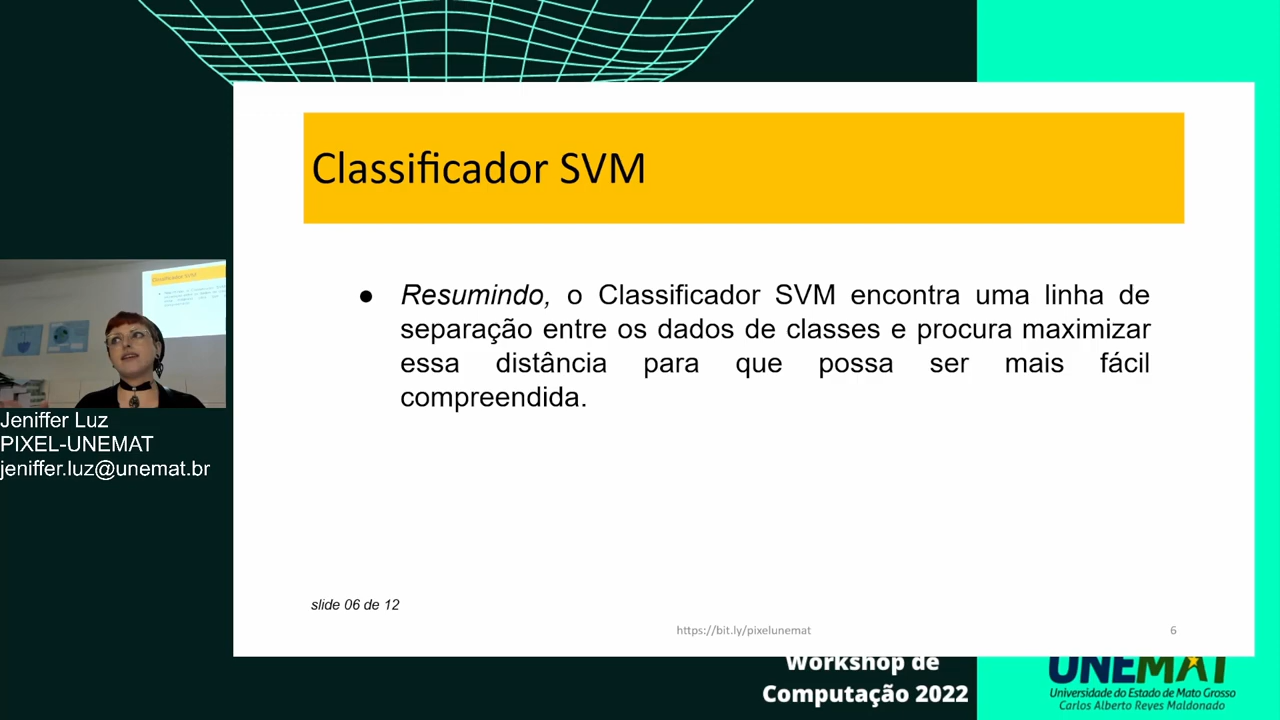 Classificador SVM
● Resumindo, o Classificador SVM encontra uma linha de
separação entre os dados de classes e procura maximizar
essa distância para que possa ser mais fácil
compreendida.
slide 06 de 12
https://bit.ly/pixelunemat
6
Jeniffer Luz
PIXEL-UNEMAT
jeniffer.luz@unemat.br
Workshop de
Computação 2022
UNEMAT
Universidade do Estado de Mato Grosso
Carlos Alberto Reyes Maldonado